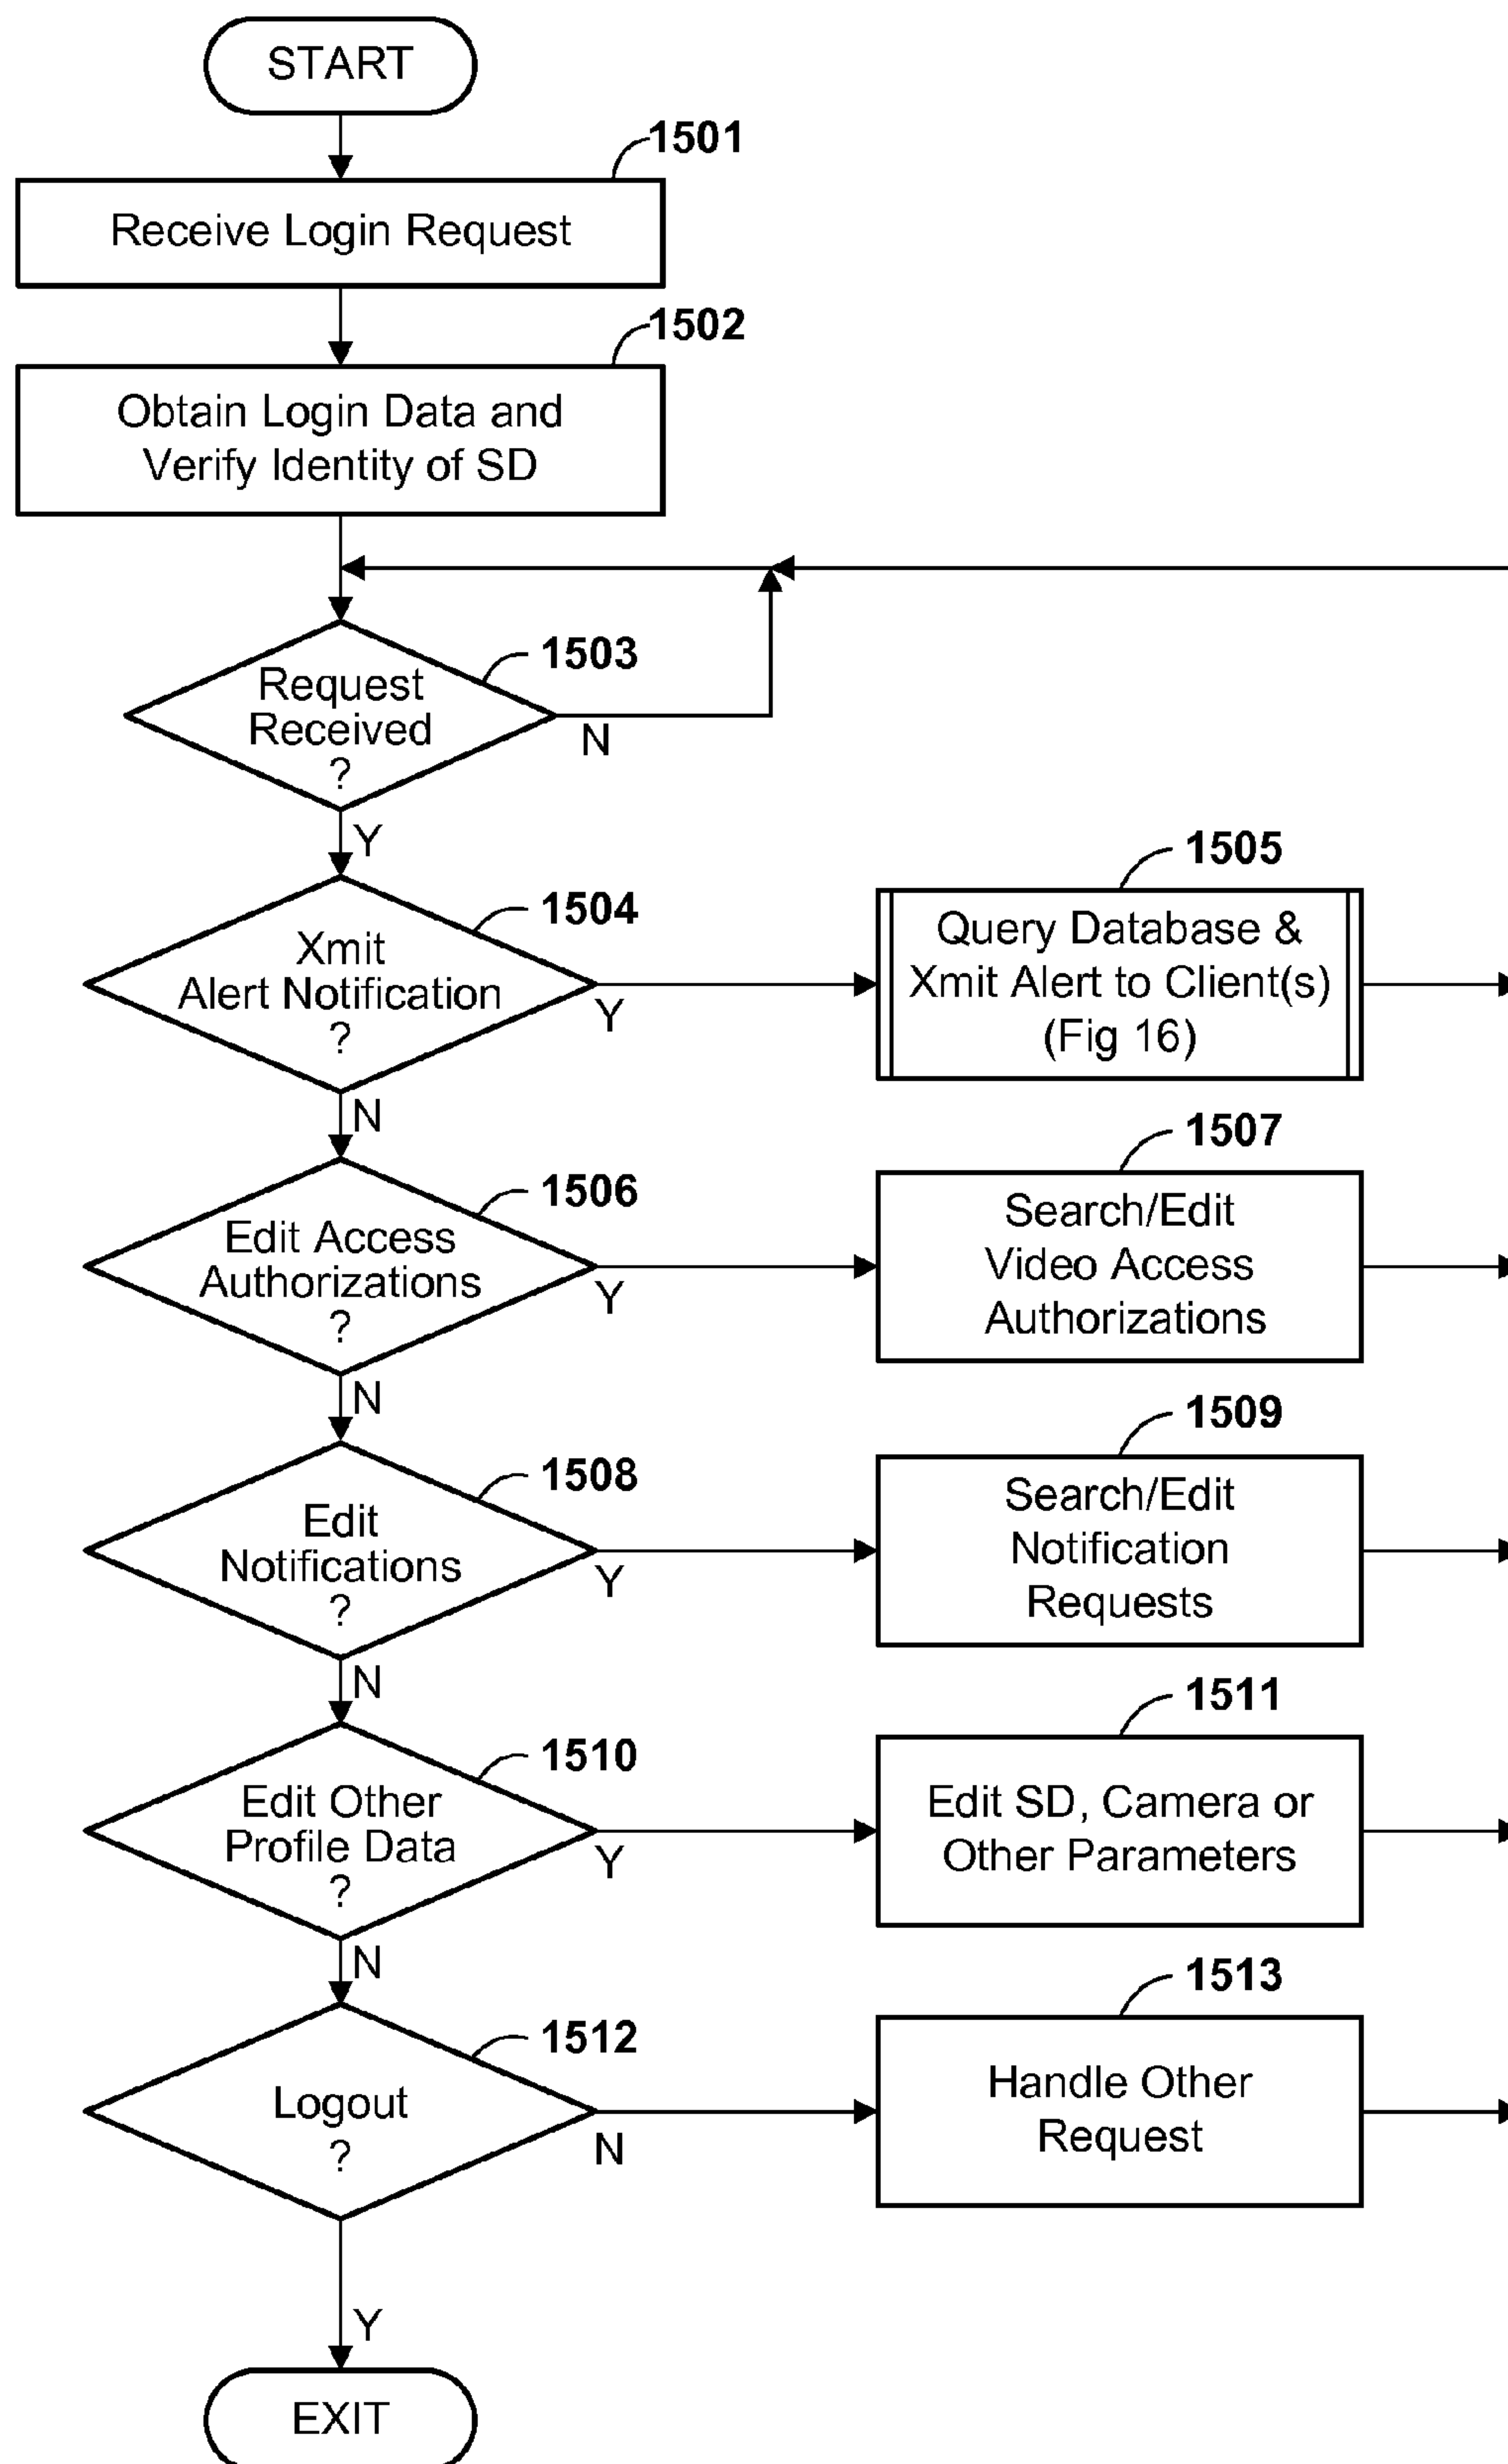 START
1501
Receive Login Request
1502
Obtain Login Data and
Verify Identity of SD
1503
Request
Received
?
N
Y
1504
Xmit
Alert Notification
?
Y
1505
Query Database &
Xmit Alert to Client(s)
(Fig 16)
N
1506
Edit Access
Authorizations
?
Y
1507
Search/Edit
Video Access
Authorizations
N
1508
Edit
Notifications
?
Y
1509
Search/Edit
Notification
Requests
N
1510
Edit Other
Profile Data
?
Y
1511
Edit SD, Camera or
Other Parameters
N
1512
Logout
?
N
1513
Handle Other
Request
Y
EXIT